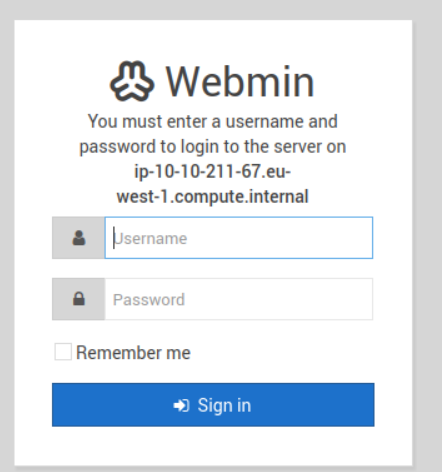 Webmin
You must enter a username and
password to login to the server on
ip-10-10-211-67.eu-
west-1.compute.internal
Username
Password
Remember me
Sign in